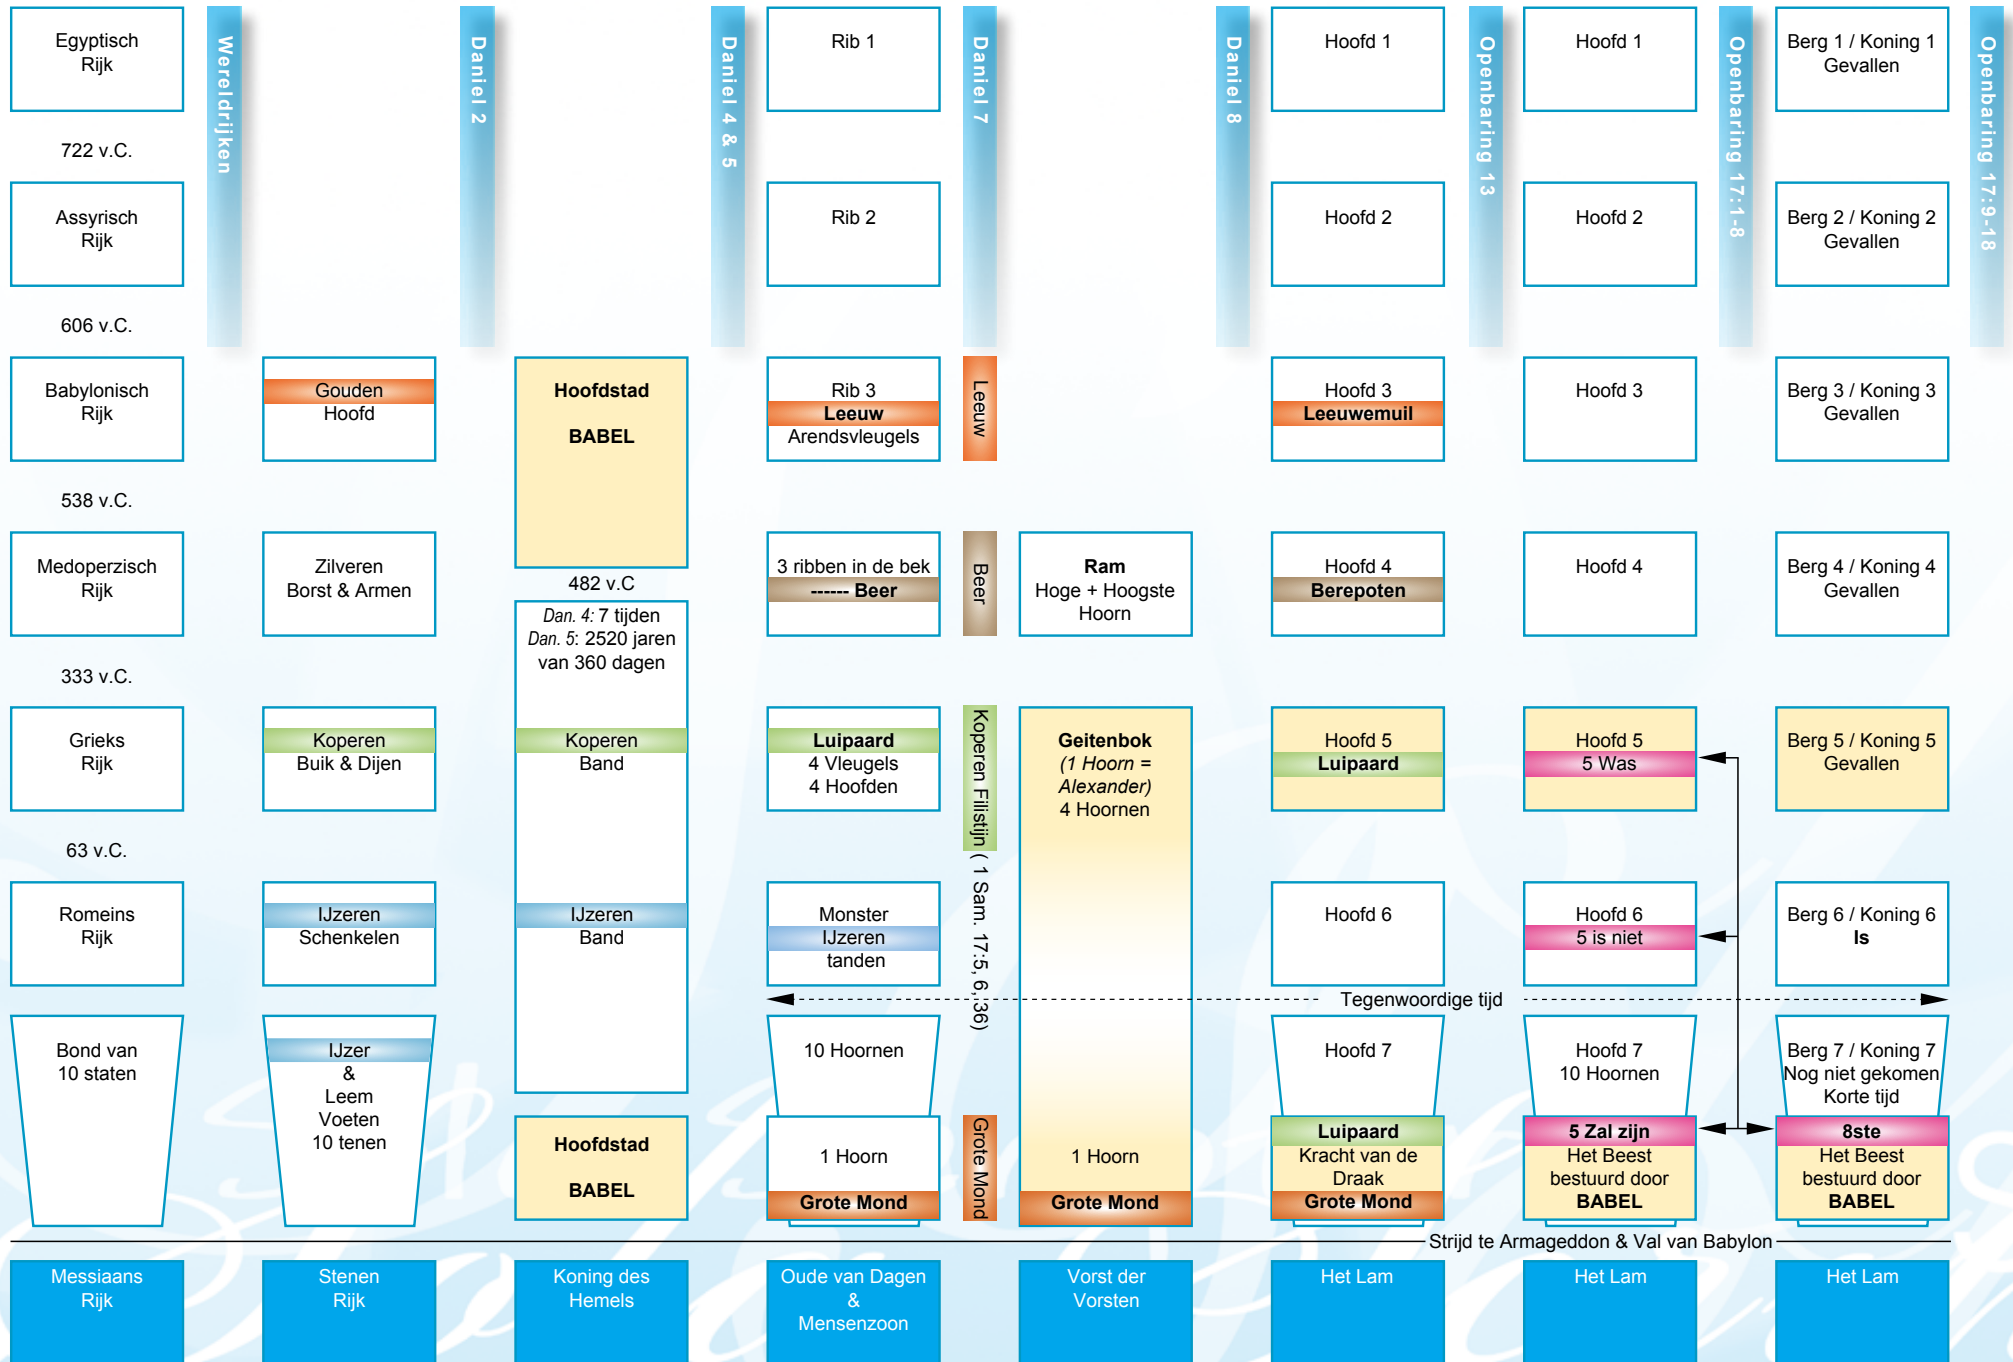 Egyptisch
Rijk
722 v.C.
Assyrisch
Rijk
606 v.C.
Babylonisch
Rijk
538 v.C.
Medoperzisch
Rijk
333 v.C.
Grieks
Rijk
63 v.C.
Romeins
Rijk
Bond van
10 staten
Messiaans
Rijk
Wereldrijken
Gouden
Hoofd
Zilveren
Borst & Armen
Koperen
Buik & Dijen
IJzeren
Schenkelen
IJzer
&
Leem
Voeten
10 tenen
Stenen
Rijk
Daniel 2
Hoofdstad
BABEL
482 v.C
Dan. 4: 7 tijden
Dan. 5: 2520 jaren
van 360 dagen
Koperen
Band
IJzeren
Band
Hoofdstad
BABEL
Koning des
Hemels
Daniel 4 & 5
Rib 1
Rib 2
Rib 3
Leeuw
Arendsvleugels
3 ribben in de bek
------ Beer
Luipaard
4 Vleugels
4 Hoofden
Monster
IJzeren
tanden
10 Hoornen
1 Hoorn
Grote Mond
Oude van Dagen
&
Mensenzoon
Daniel 7
Leeuw
Beer
Koperen Filistijn ( 1 Sam. 17:5, 6, 36)
Grote Mond
Ram
Hoge + Hoogste
Hoorn
Geitenbok
(1 Hoorn =
Alexander)
4 Hoornen
1 Hoorn
Grote Mond
Vorst der
Vorsten
Daniel 8
Hoofd 1
Hoofd 2
Hoofd 3
Leeuwemuil
Hoofd 4
Berepoten
Hoofd 5
Luipaard
Hoofd 6
Tegenwoordige tijd
Hoofd 7
Luipaard
Kracht van de
Draak
Grote Mond
Strijd te Armageddon & Val van Babylon
Het Lam
Openbaring 13
Hoofd 1
Hoofd 2
Hoofd 3
Hoofd 4
Hoofd 5
5 Was
Hoofd 6
5 is niet
Hoofd 7
10 Hoornen
5 Zal zijn
Het Beest
bestuurd door
BABEL
Het Lam
Openbaring 17:1-8
Berg 1 / Koning 1
Gevallen
Berg 2 / Koning 2
Gevallen
Berg 3 / Koning 3
Gevallen
Berg 4 / Koning 4
Gevallen
Berg 5 / Koning 5
Gevallen
Berg 6 / Koning 6
Is
Berg 7 / Koning 7
Nog niet gekomen
Korte tijd
8ste
Het Beest
bestuurd door
BABEL
Het Lam
Openbaring 17:9-18